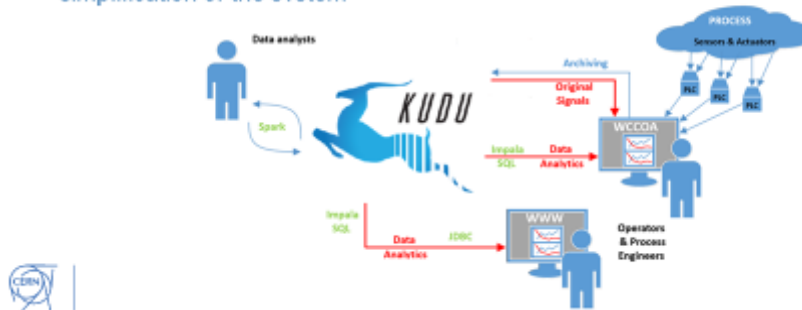 Simplification of the system
Data analysts
PROCESS
Sensors & Actuators
Archiving
Original
Signals
PLC
PLC
PLC
KUDU
Spark
WCCOA
Impala
SQL
Data
Analytics
Impala
SQL
JDBC
Data
Analytics
WWW
Operators
& Process
Engineers
CERN